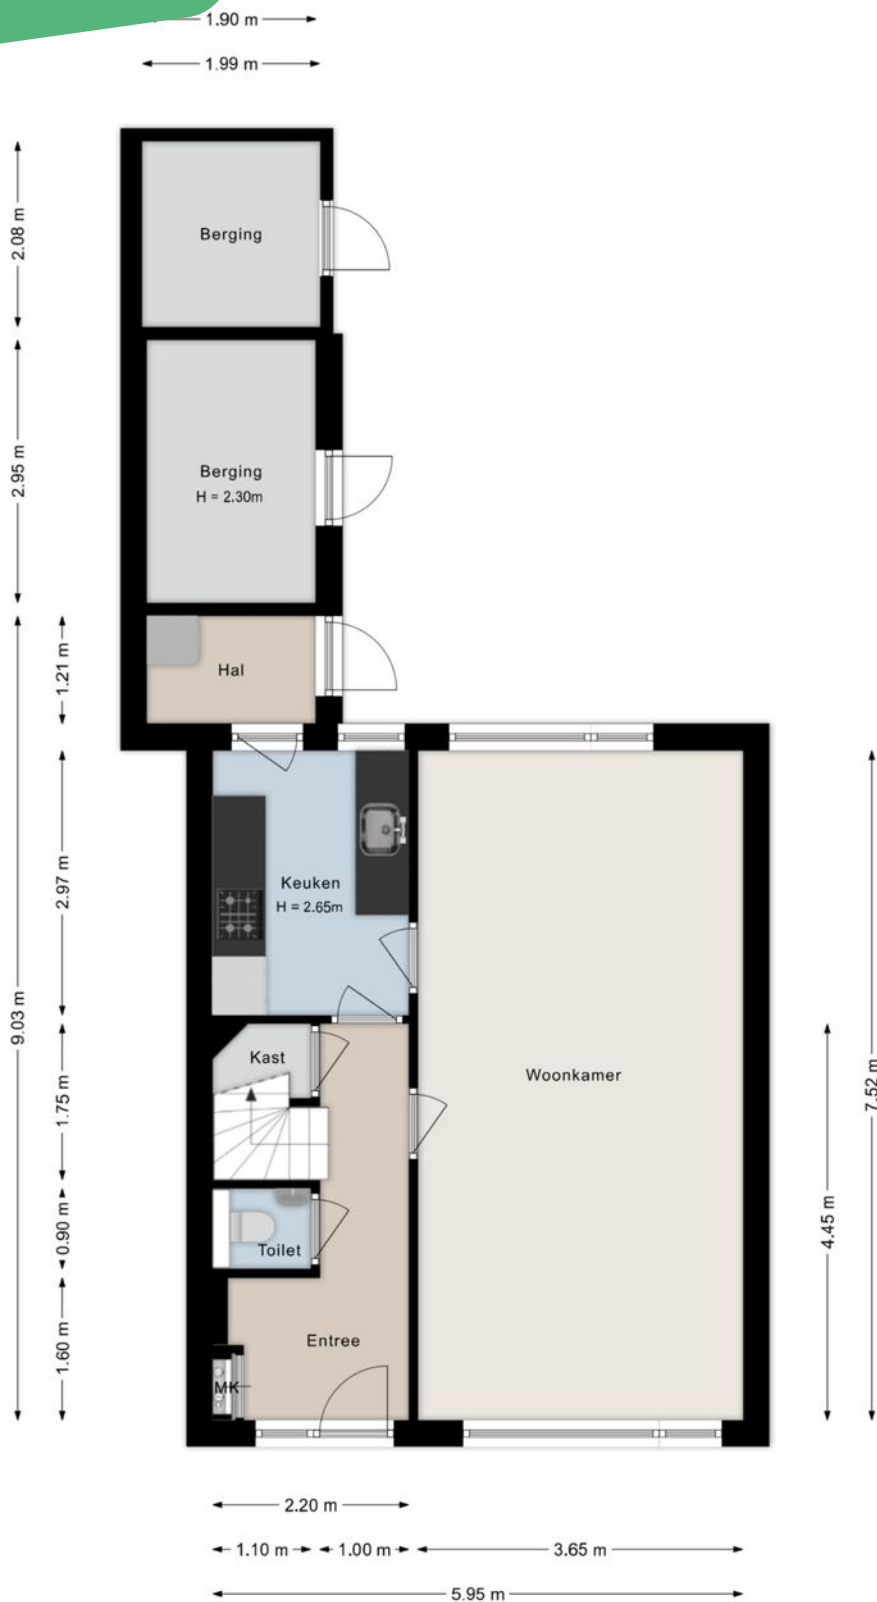 1.90 m
1.99 m
2.08 m
Berging
2.95 m
Berging
H = 2.30m
1.21 m
Hal
2.97 m
Keuken
H = 2.65m
9.03 m
1.75 m
Kast
Woonkamer
7.52 m
0.90 m
Toilet
4.45 m
1.60 m
Entree
MK
2.20 m
1.10 m
1.00 m
3.65 m
5.95 m